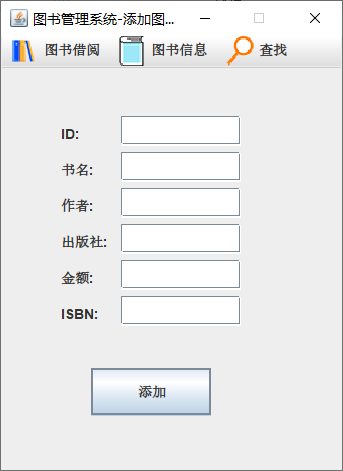 图书管理系统-添加图...
图书借阅 图书信息 查找
ID:
书名:
作者:
出版社:
金额:
ISBN:
添加